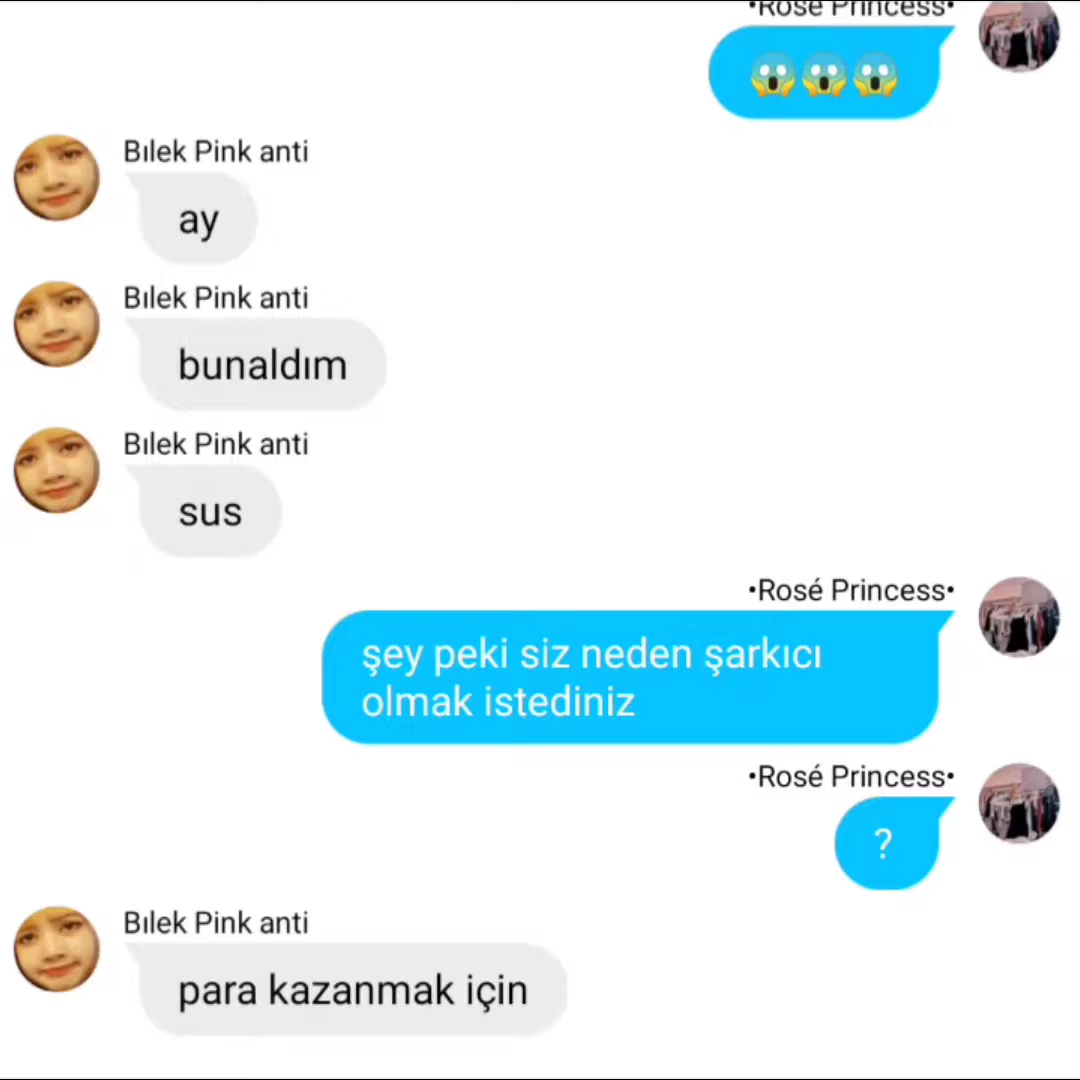 •Rosé Princess•
😱😱😱
Bılek Pink anti
ay
Bılek Pink anti
bunaldım
Bılek Pink anti
sus
•Rosé Princess•
şey peki siz neden şarkıcı
olmak istediniz
•Rosé Princess•
?
Bılek Pink anti
para kazanmak için